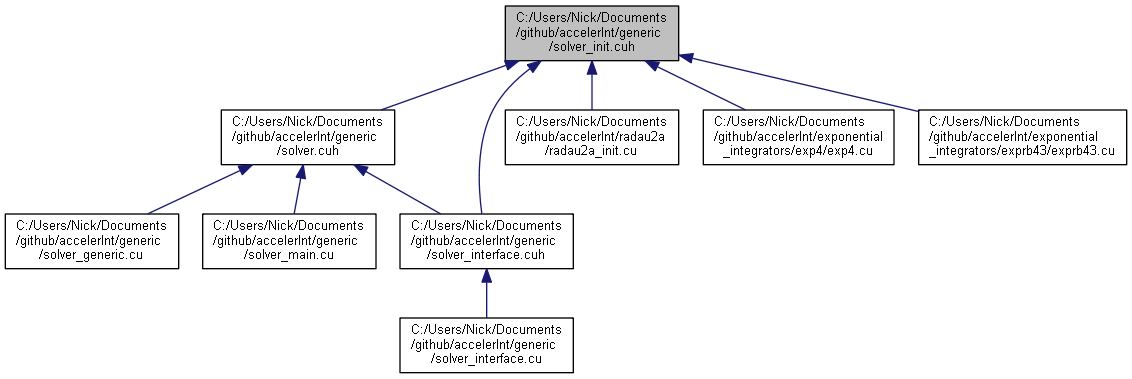 C:/Users/Nick/Documents
/github/accelerInt/generic
/solver_init.cuh
C:/Users/Nick/Documents
/github/accelerInt/generic
/solver.cuh
C:/Users/Nick/Documents
/github/accelerInt/radau2a
/radau2a_init.cu
C:/Users/Nick/Documents
/github/accelerInt/exponential
_integrators/exp4/exp4.cu
C:/Users/Nick/Documents
/github/accelerInt/exponential
_integrators/exprb43/exprb43.cu
C:/Users/Nick/Documents
/github/accelerInt/generic
/solver_generic.cu
C:/Users/Nick/Documents
/github/accelerInt/generic
/solver_main.cu
C:/Users/Nick/Documents
/github/accelerInt/generic
/solver_interface.cuh
C:/Users/Nick/Documents
/github/accelerInt/generic
/solver_interface.cu